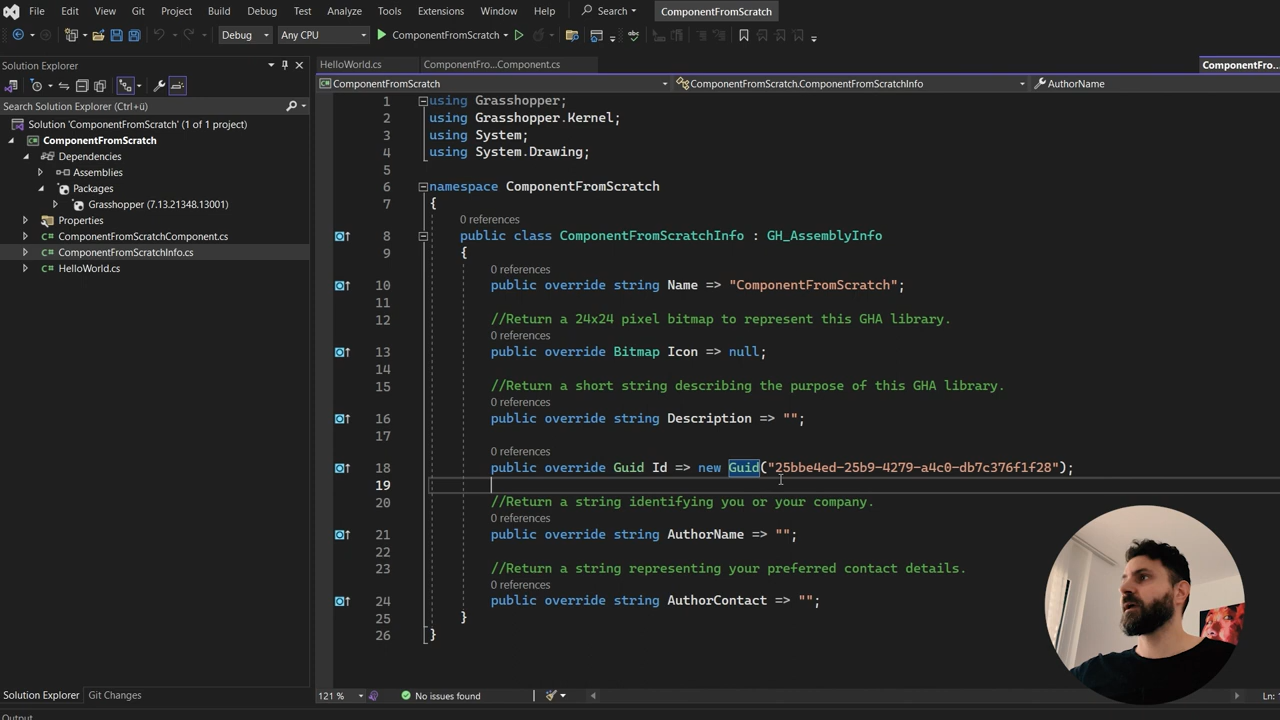 File Edit View Git Project Build Debug Test Analyze Tools Extensions Window Help Search ComponentFromScratch
Debug Any CPU ComponentFromScratch
Solution Explorer
Search Solution Explorer (Ctrl+ü)
Solution 'ComponentFromScratch' (1 of 1 project)
ComponentFromScratch
Dependencies
Assemblies
Packages
Grasshopper (7.13.21348.13001)
Properties
C# ComponentFromScratchComponent.cs
C# ComponentFromScratchInfo.cs
C# HelloWorld.cs
Solution Explorer Git Changes
HelloWorld.cs ComponentFro...Component.cs ComponentFro...
ComponentFromScratch ComponentFromScratch.ComponentFromScratchInfo AuthorName
1 using Grasshopper;
2 using Grasshopper.Kernel;
3 using System;
4 using System.Drawing;
5
6 namespace ComponentFromScratch
7 {
0 references
8 public class ComponentFromScratchInfo : GH_AssemblyInfo
9 {
0 references
10 public override string Name => "ComponentFromScratch";
11
12 //Return a 24x24 pixel bitmap to represent this GHA library.
0 references
13 public override Bitmap Icon => null;
14
15 //Return a short string describing the purpose of this GHA library.
0 references
16 public override string Description => "";
17
0 references
18 public override Guid Id => new Guid("25bbe4ed-25b9-4279-a4c0-db7c376f1f28");
19
20 //Return a string identifying you or your company.
0 references
21 public override string AuthorName => "";
22
23 //Return a string representing your preferred contact details.
0 references
24 public override string AuthorContact => "";
25 }
26 }
121 % No issues found Ln:
Output